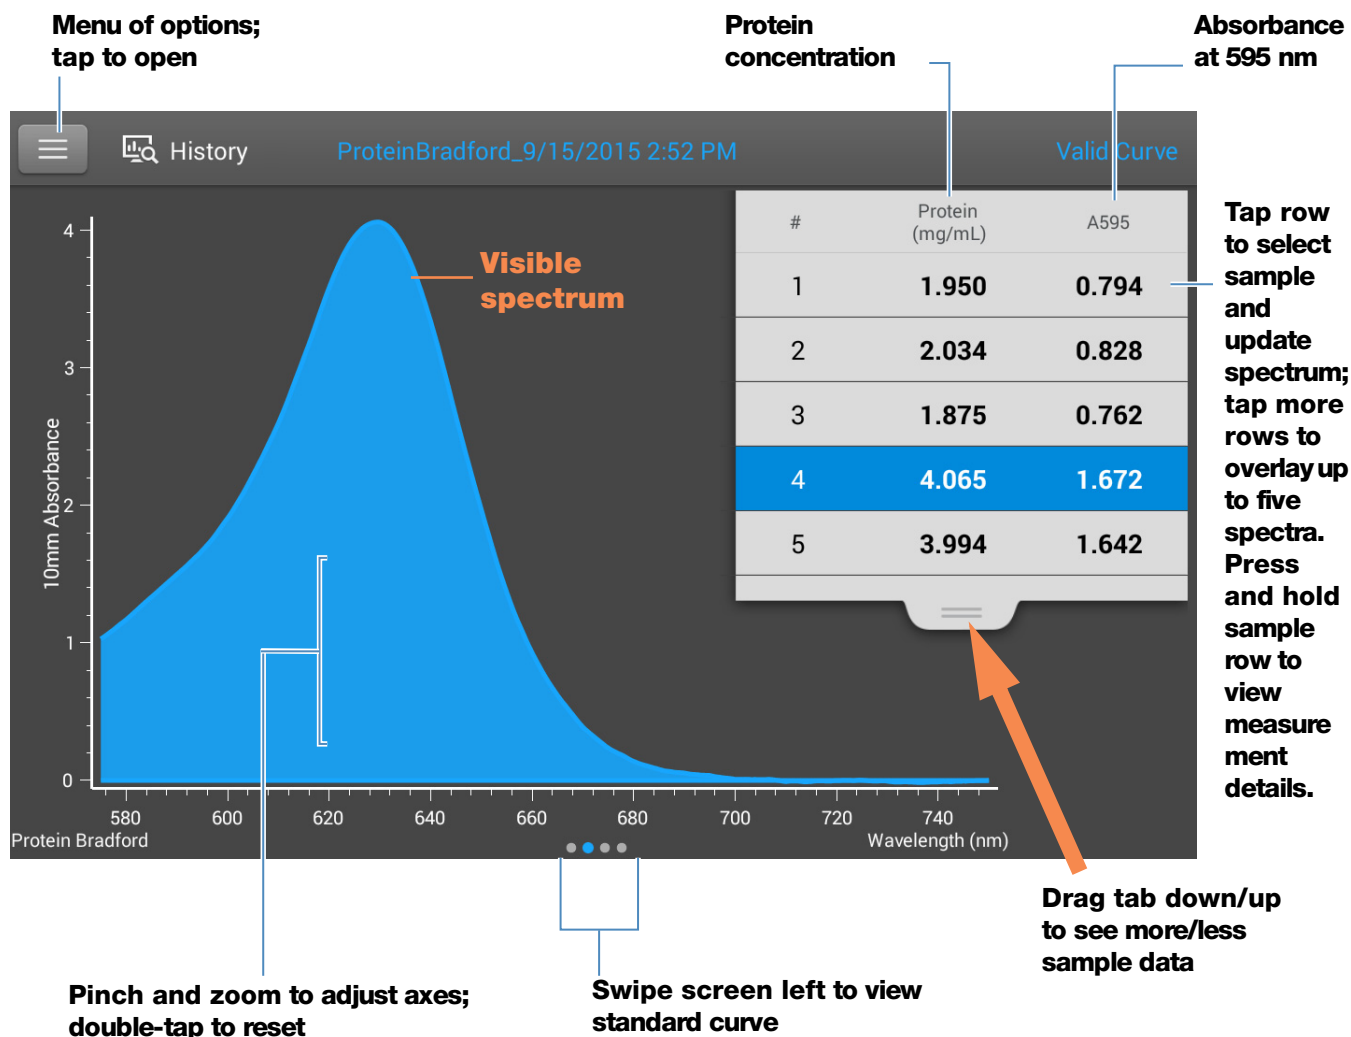 Menu of options;
tap to open
Protein
concentration
Absorbance
at 595 nm
History
ProteinBradford_9/15/2015 2:52 PM
Valid Curve
# Protein (mg/mL) A595
1 1.950 0.794
2 2.034 0.828
3 1.875 0.762
4 4.065 1.672
5 3.994 1.642
Visible
spectrum
Tap row
to select
sample
and
update
spectrum;
tap more
rows to
overlay up
to five
spectra.
Press
and hold
sample
row to
view
measure
ment
details.
10mm Absorbance
4
3
2
1
0
580 600 620 640 660 680 700 720 740
Protein Bradford
Wavelength (nm)
Drag tab down/up
to see more/less
sample data
Pinch and zoom to adjust axes;
double-tap to reset
Swipe screen left to view
standard curve